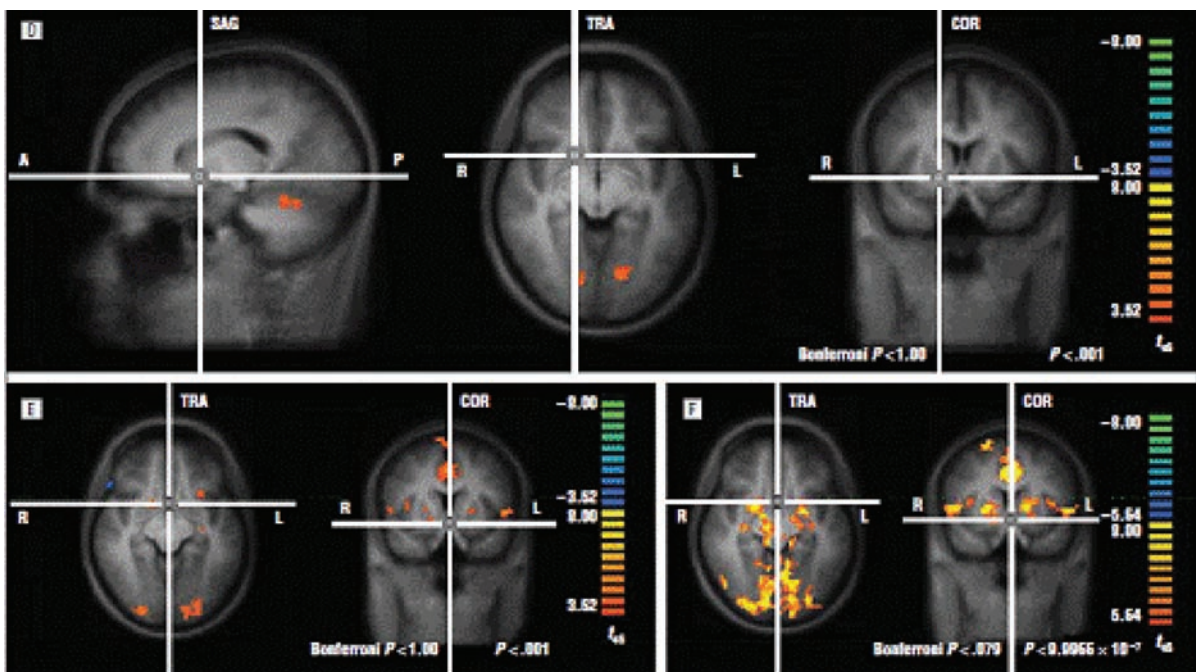 D
SAG
TRA
COR
A
P
R
L
R
L
-8.00
-3.52
8.00
3.52
Bonferroni P<1.00
P<.001
E
TRA
COR
R
L
R
L
-8.00
-3.52
8.00
3.52
Bonferroni P<1.00
P<.001
F
TRA
COR
R
L
R
L
-8.00
-5.64
8.00
5.64
Bonferroni P<.079